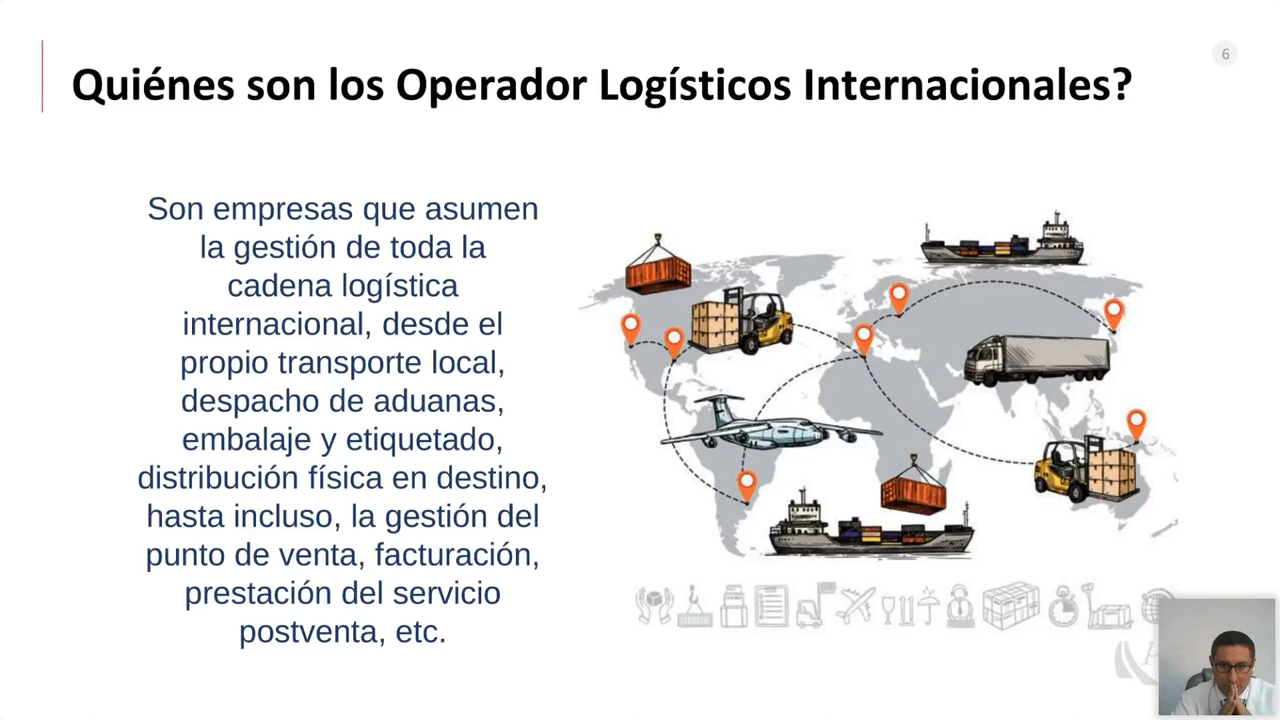 6
Quiénes son los Operador Logísticos Internacionales?
Son empresas que asumen
la gestión de toda la
cadena logística
internacional, desde el
propio transporte local,
despacho de aduanas,
embalaje y etiquetado,
distribución física en destino,
hasta incluso, la gestión del
punto de venta, facturación,
prestación del servicio
postventa, etc.